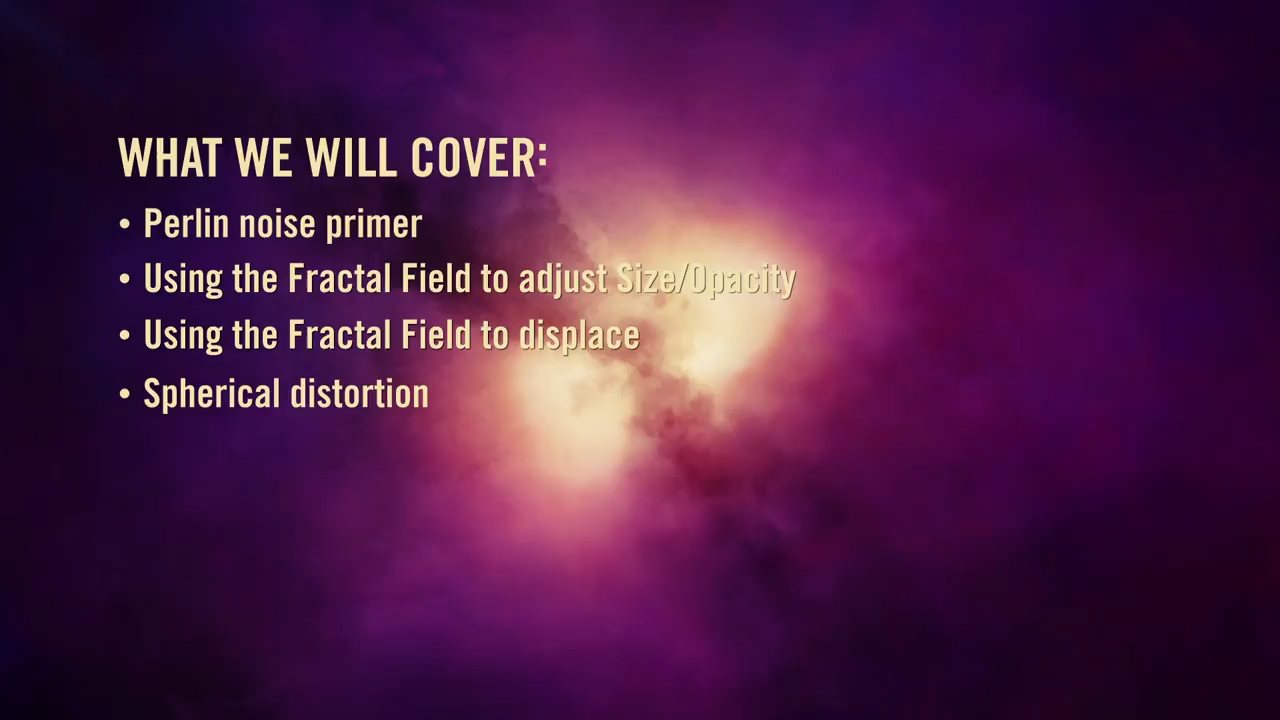 WHAT WE WILL COVER:
• Perlin noise primer
• Using the Fractal Field to adjust Size/Opacity
• Using the Fractal Field to displace
• Spherical distortion